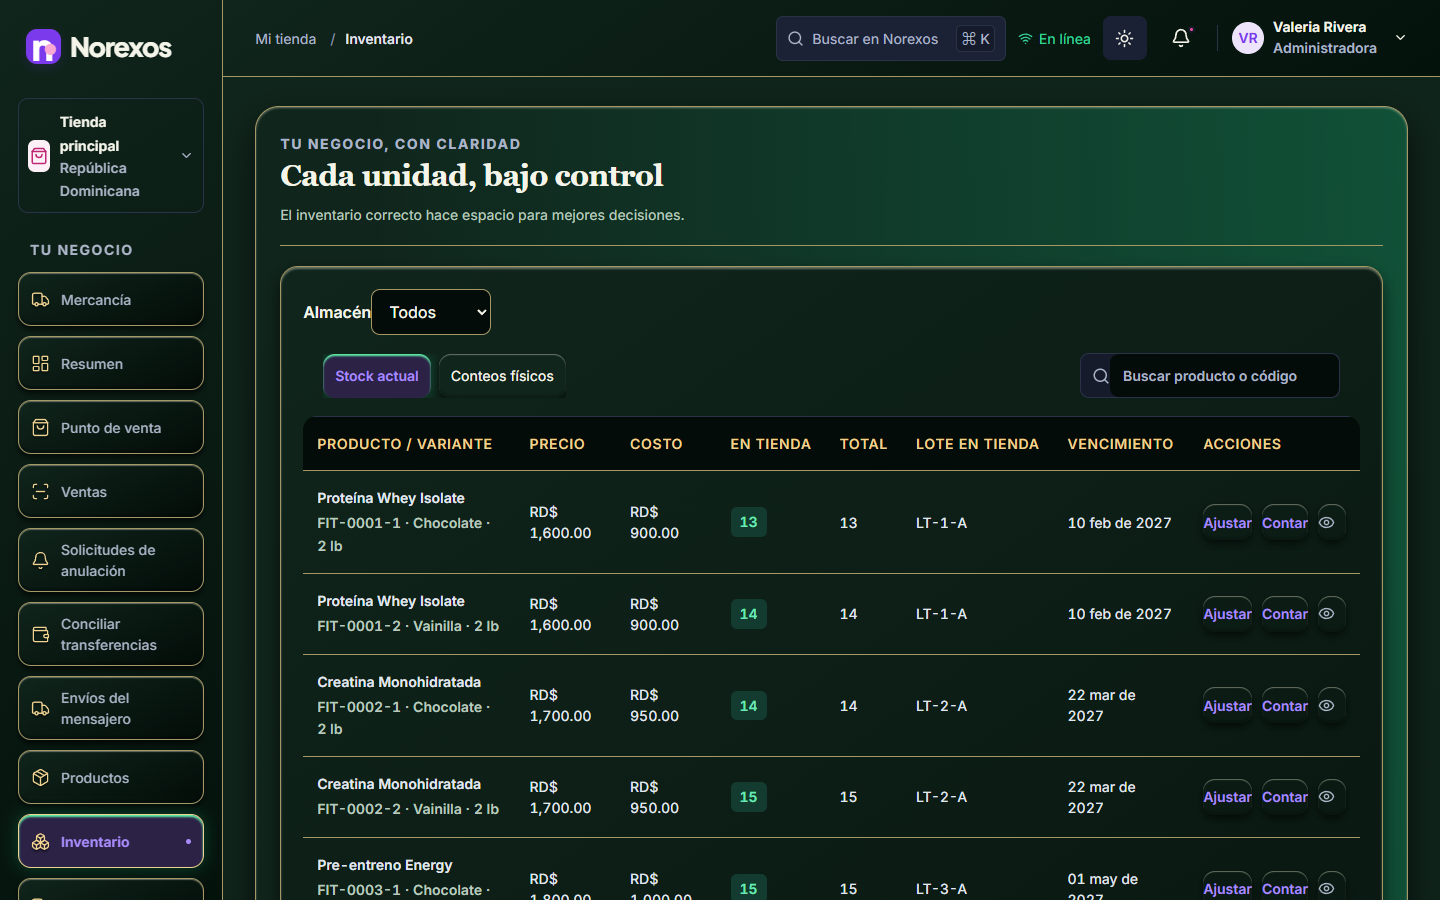 Norexos
Mi tienda / Inventario
Buscar en Norexos ⌘ K
En línea
VR
Valeria Rivera
Administradora
Tienda
principal
República
Dominicana
TU NEGOCIO
Mercancía
Resumen
Punto de venta
Ventas
Solicitudes de
anulación
Conciliar
transferencias
Envíos del
mensajero
Productos
Inventario
TU NEGOCIO, CON CLARIDAD
Cada unidad, bajo control
El inventario correcto hace espacio para mejores decisiones.
Almacén Todos
Stock actual Conteos físicos
Buscar producto o código
PRODUCTO / VARIANTE PRECIO COSTO EN TIENDA TOTAL LOTE EN TIENDA VENCIMIENTO ACCIONES
Proteína Whey Isolate
FIT-0001-1 · Chocolate ·
2 lb
RD$
1,600.00
RD$
900.00
13
13
LT-1-A
10 feb de 2027
Ajustar Contar
Proteína Whey Isolate
FIT-0001-2 · Vainilla · 2 lb
RD$
1,600.00
RD$
900.00
14
14
LT-1-A
10 feb de 2027
Ajustar Contar
Creatina Monohidratada
FIT-0002-1 · Chocolate ·
2 lb
RD$
1,700.00
RD$
950.00
14
14
LT-2-A
22 mar de
2027
Ajustar Contar
Creatina Monohidratada
FIT-0002-2 · Vainilla · 2 lb
RD$
1,700.00
RD$
950.00
15
15
LT-2-A
22 mar de
2027
Ajustar Contar
Pre-entreno Energy
FIT-0003-1 · Chocolate ·
RD$
1,800.00
RD$
1,000.00
15
15
LT-3-A
01 may de
2027
Ajustar Contar